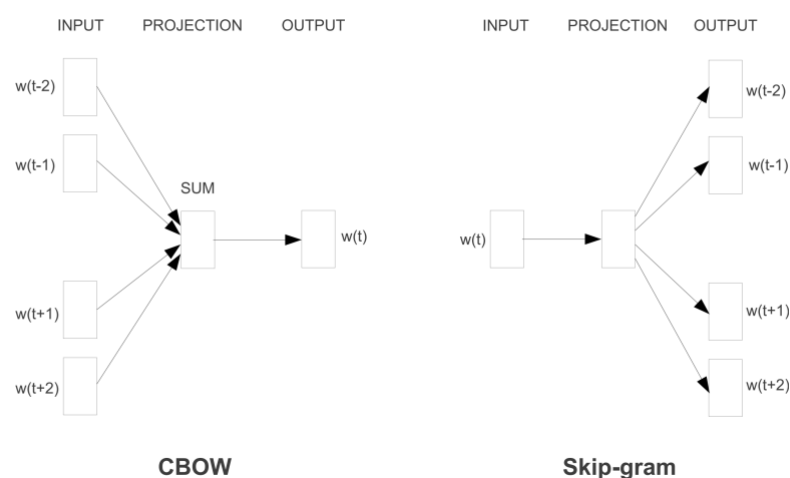 INPUT PROJECTION OUTPUT
w(t-2)
w(t-1)
SUM
w(t)
w(t+1)
w(t+2)
CBOW
INPUT PROJECTION OUTPUT
w(t-2)
w(t-1)
w(t)
w(t+1)
w(t+2)
Skip-gram